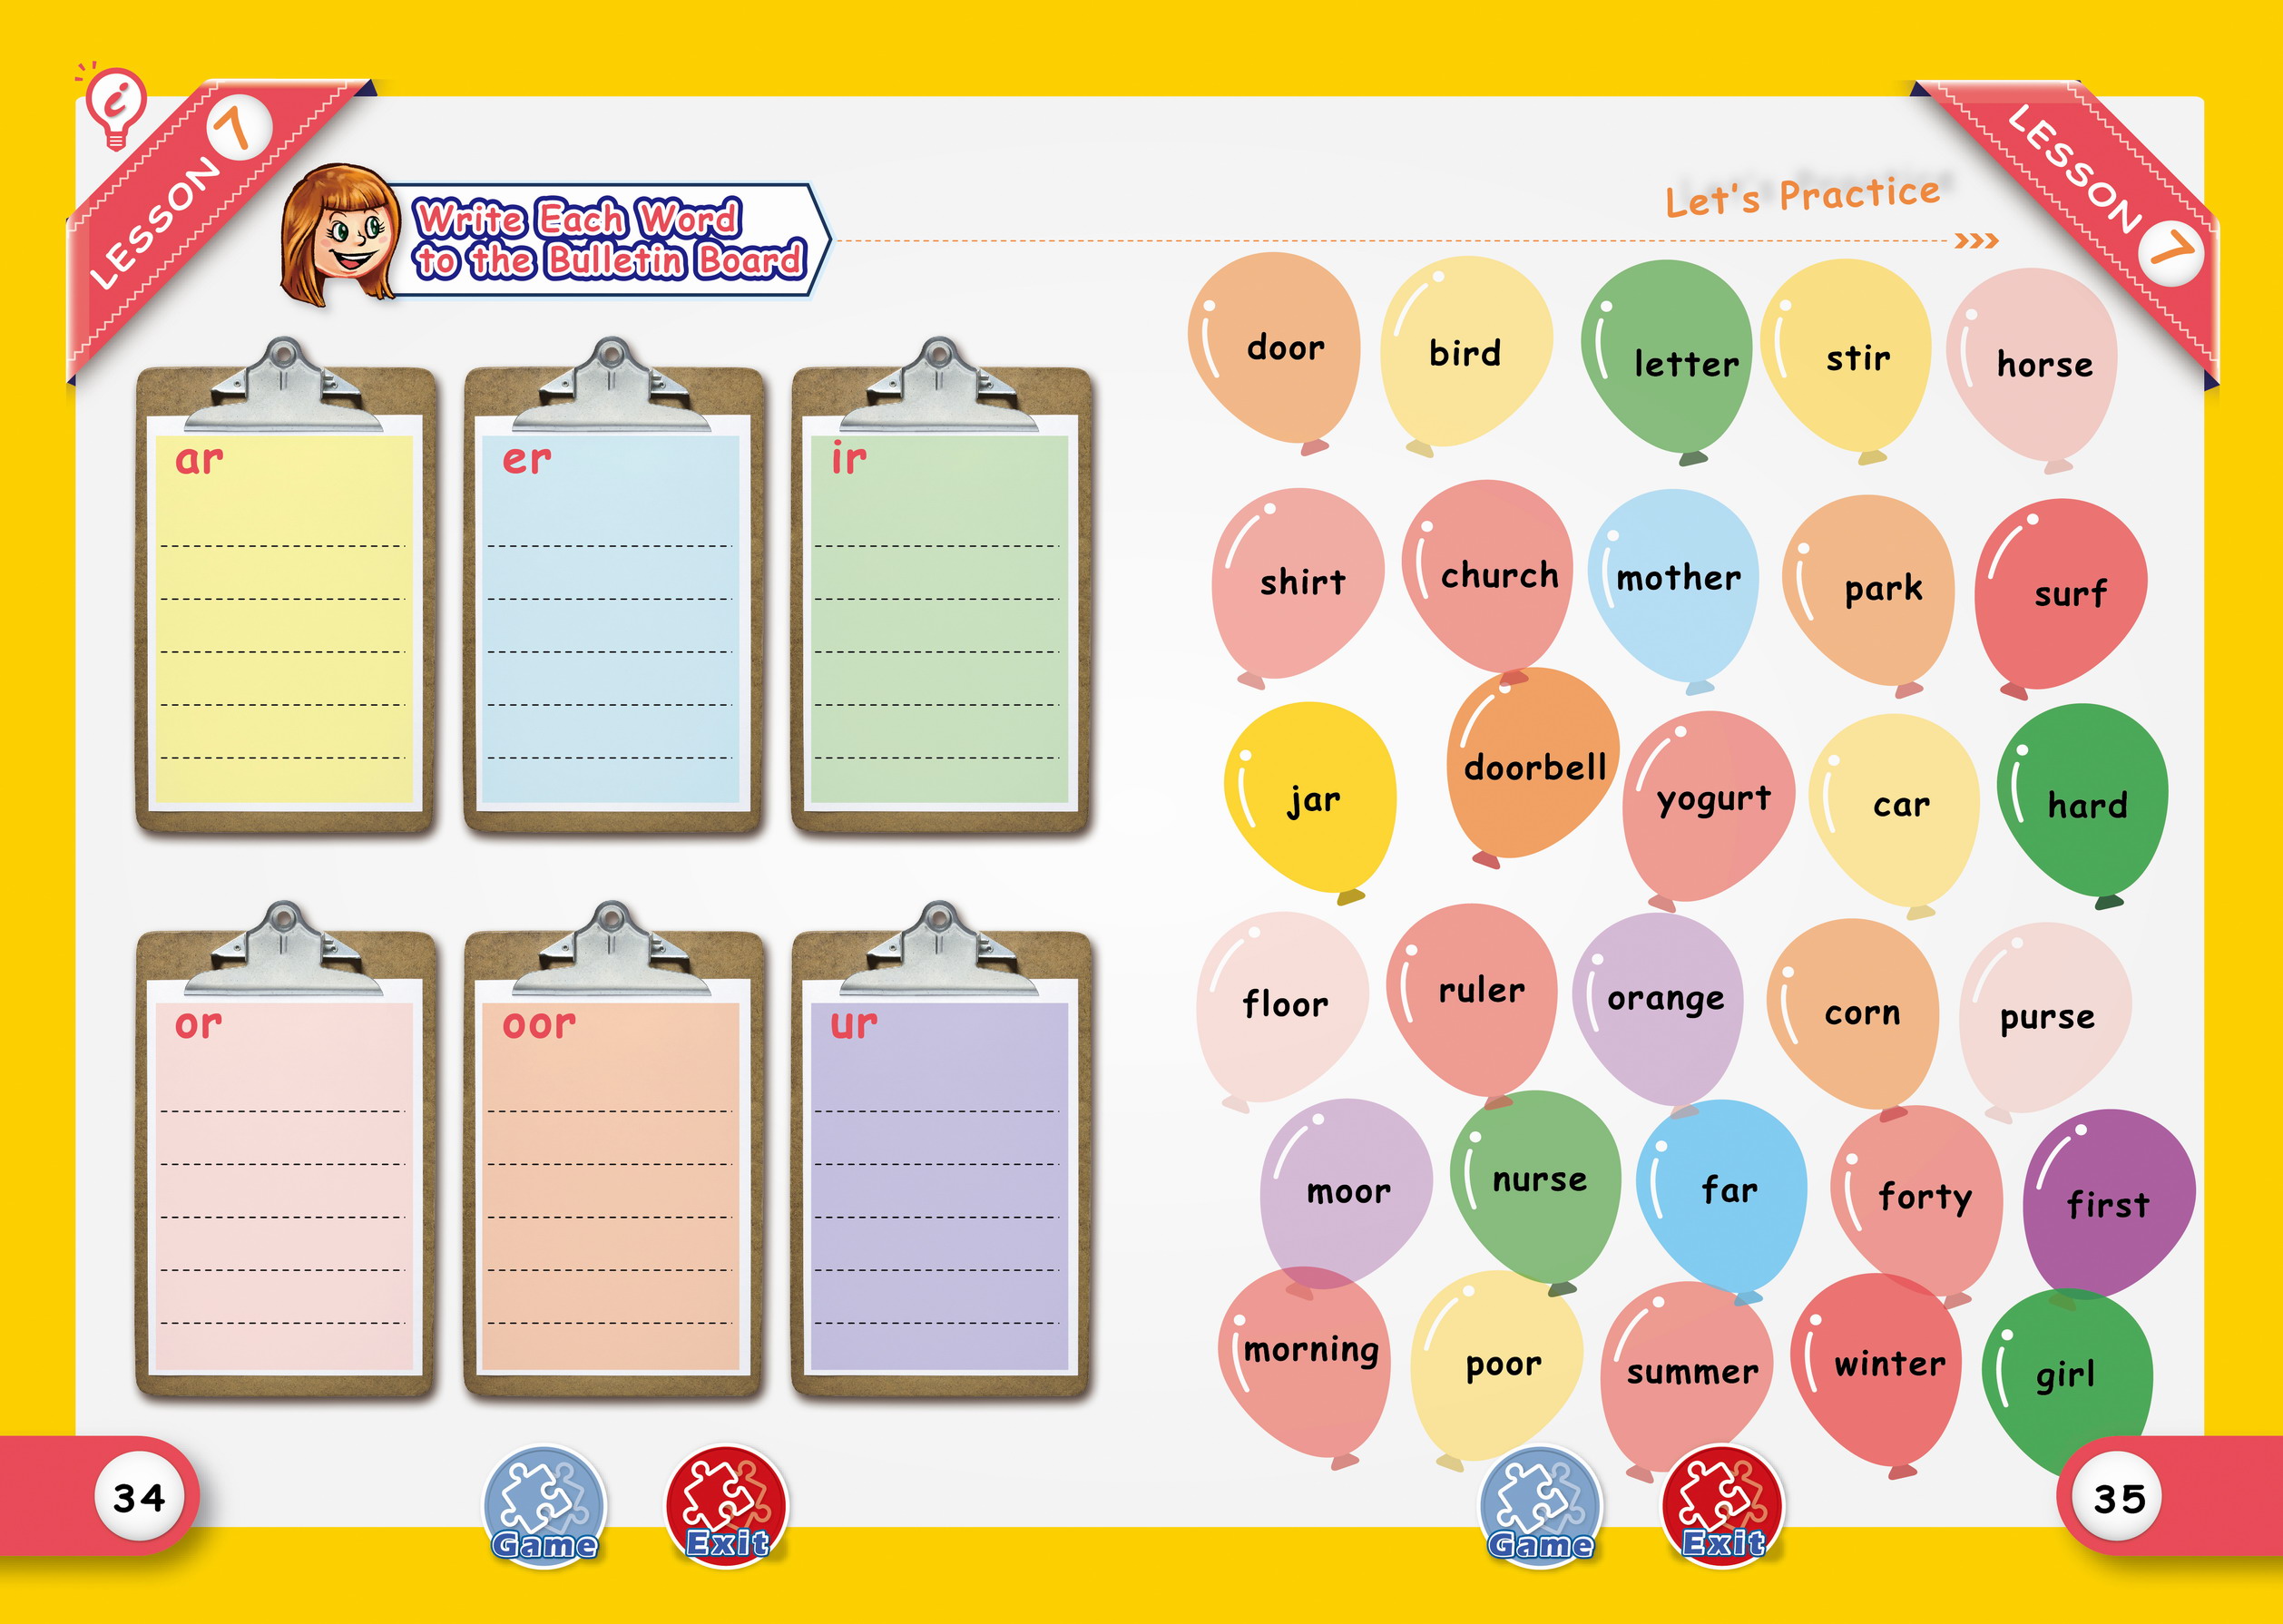 LESSON 7
Write Each Word
to the Bulletin Board
ar
er
ir
or
oor
ur
34
Game
Exit
Let's Practice
LESSON 7
door
bird
letter
stir
horse
shirt
church
mother
park
surf
jar
doorbell
yogurt
car
hard
floor
ruler
orange
corn
purse
moor
nurse
far
forty
first
morning
poor
summer
winter
girl
Game
Exit
35